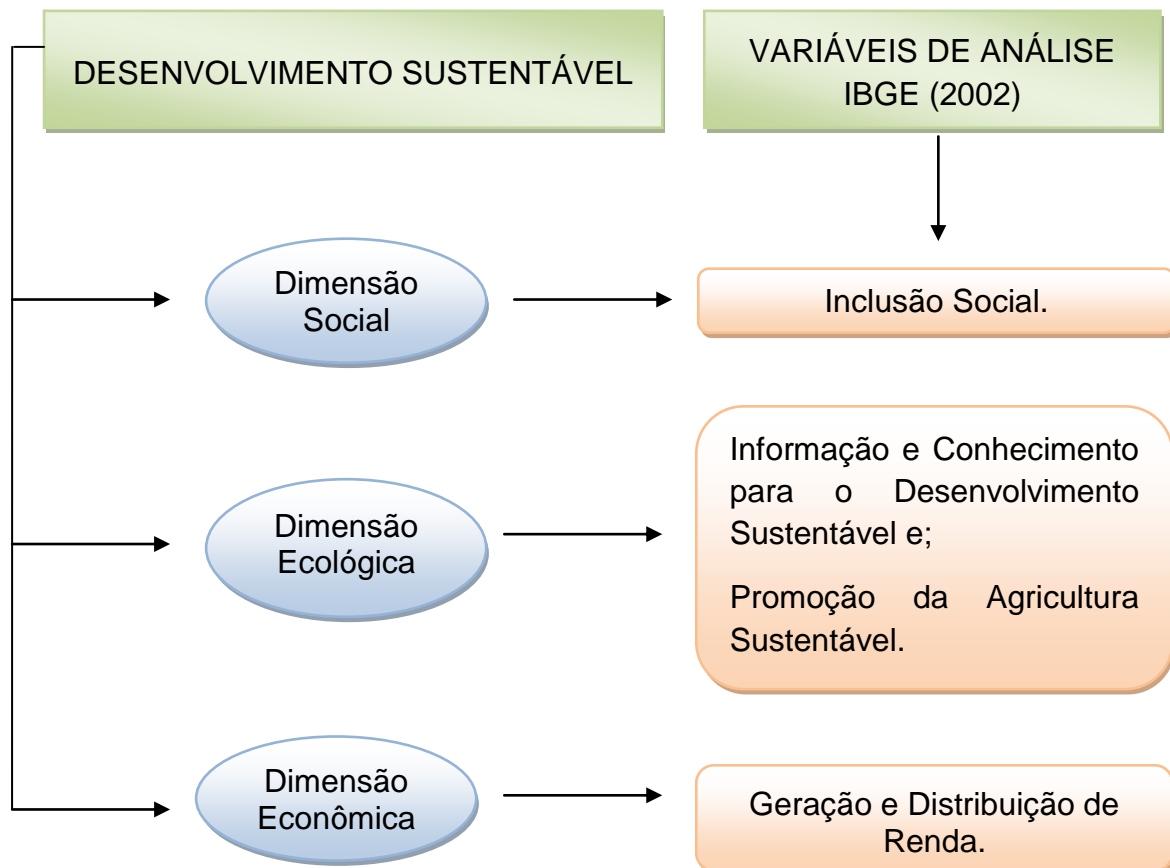 DESENVOLVIMENTO SUSTENTÁVEL
VARIÁVEIS DE ANÁLISE
IBGE (2002)
Dimensão
Social
Inclusão Social.
Dimensão
Ecológica
Informação e Conhecimento
para o Desenvolvimento
Sustentável e;
Promoção da Agricultura
Sustentável.
Dimensão
Econômica
Geração e Distribuição de
Renda.